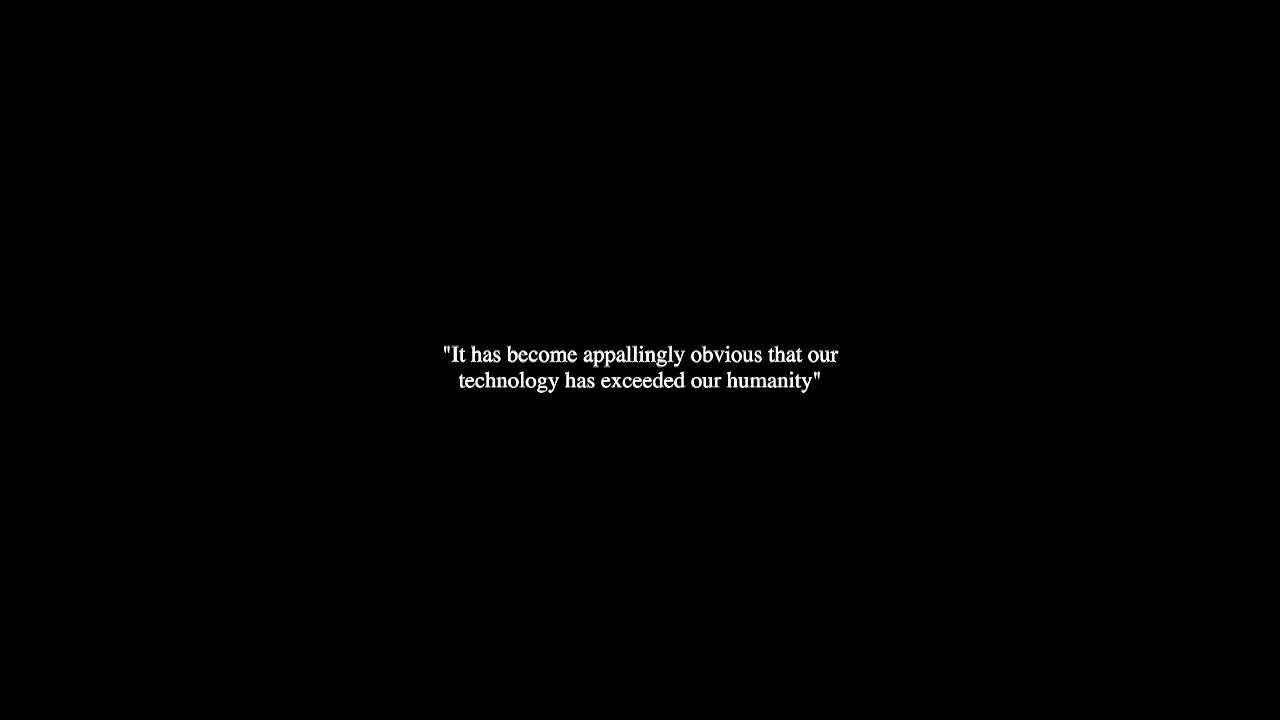 "It has become appallingly obvious that our
technology has exceeded our humanity"